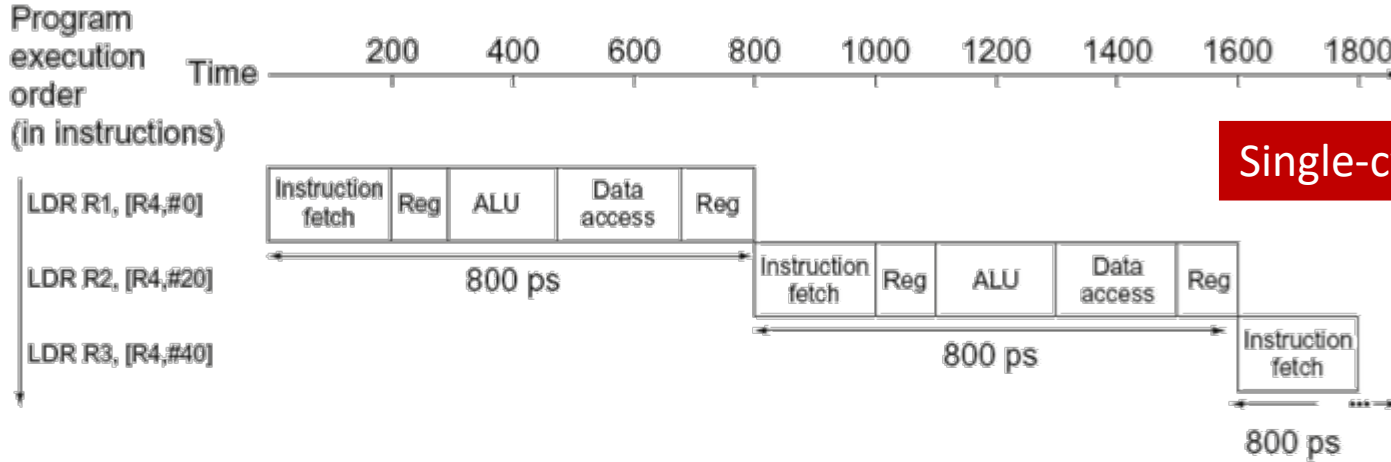 Program
execution
order
(in instructions)
Time
200 400 600 800 1000 1200 1400 1600 1800
Single-c
LDR R1, [R4,#0]
Instruction
fetch
Reg
ALU
Data
access
Reg
800 ps
LDR R2, [R4,#20]
Instruction
fetch
Reg
ALU
Data
access
Reg
800 ps
LDR R3, [R4,#40]
Instruction
fetch
...
800 ps